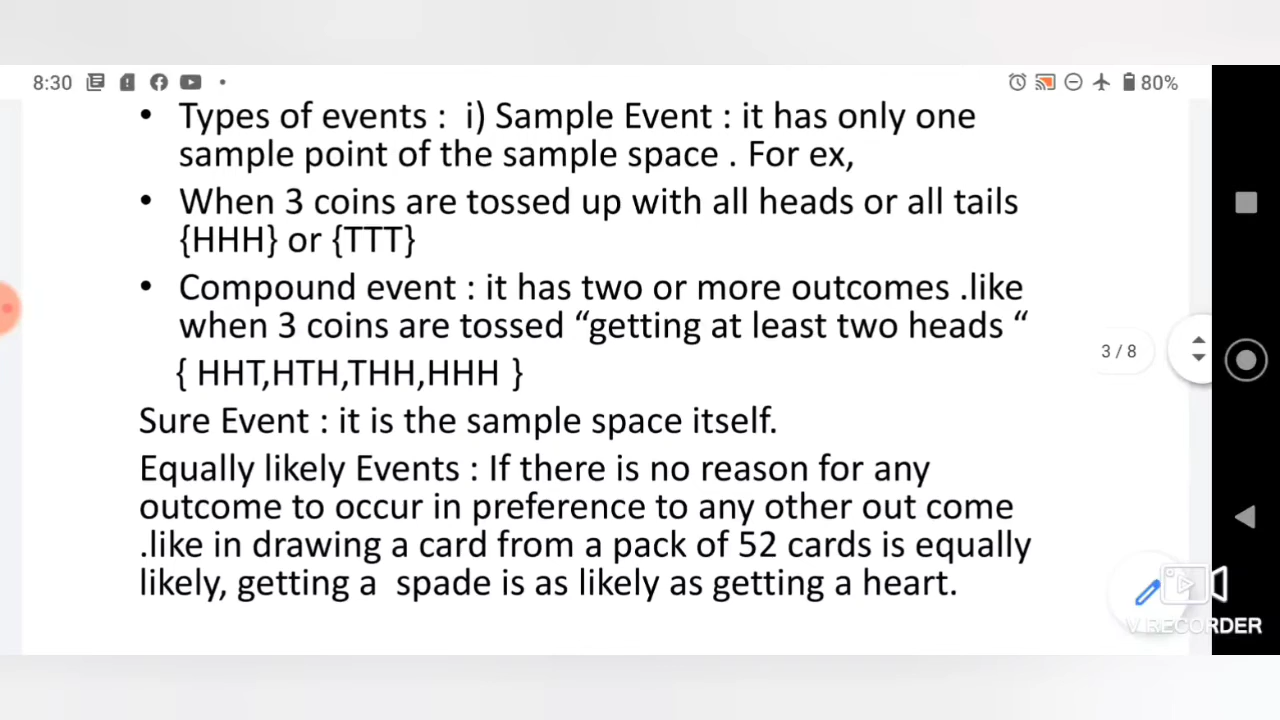 8:30
80%
• Types of events : i) Sample Event : it has only one
sample point of the sample space . For ex,
• When 3 coins are tossed up with all heads or all tails
{HHH} or {TTT}
• Compound event : it has two or more outcomes .like
when 3 coins are tossed “getting at least two heads “
{ HHT,HTH,THH,HHH }
3 / 8
Sure Event : it is the sample space itself.
Equally likely Events : If there is no reason for any
outcome to occur in preference to any other out come
.like in drawing a card from a pack of 52 cards is equally
likely, getting a spade is as likely as getting a heart.
V RECORDER